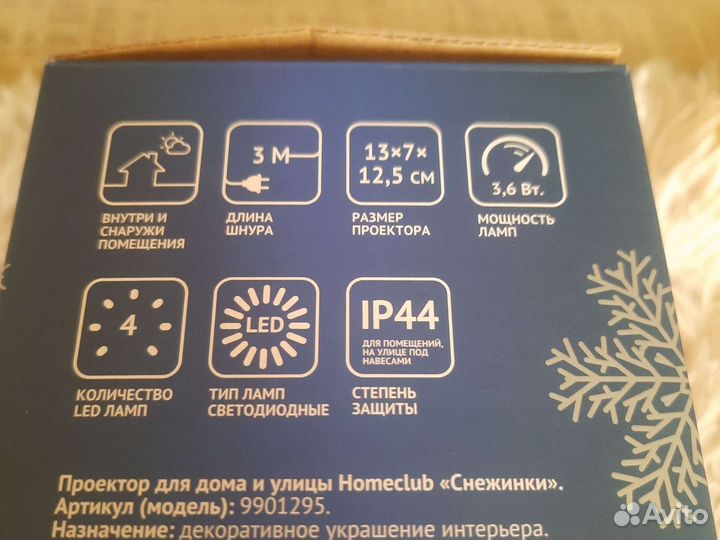 3 М
13×7×
12,5 СМ
3,6 Вт.
ВНУТРИ И
СНАРУЖИ
ПОМЕЩЕНИЯ
ДЛИНА
ШНУРА
РАЗМЕР
ПРОЕКТОРА
МОЩНОСТЬ
ЛАМП
4
LED
IP44
ДЛЯ ПОМЕЩЕНИЙ,
НА УЛИЦЕ ПОД
НАВЕСАМИ
КОЛИЧЕСТВО
LED ЛАМП
ТИП ЛАМП
СВЕТОДИОДНЫЕ
СТЕПЕНЬ
ЗАЩИТЫ
Проектор для дома и улицы Homeclub «Снежинки».
Артикул (модель): 9901295.
Назначение: декоративное украшение интерьера.
Avito